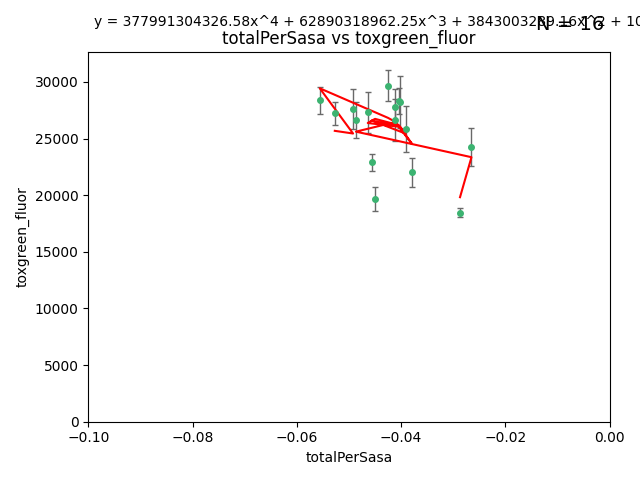 y = 377991304326.58x^4 + 62890318962.25x^3 + 3843003289.16x^2 + 10
N = 16
totalPerSasa vs toxgreen_fluor
30000
25000
20000
15000
10000
5000
0
toxgreen_fluor
−0.10 −0.08 −0.06 −0.04 −0.02 0.00
totalPerSasa